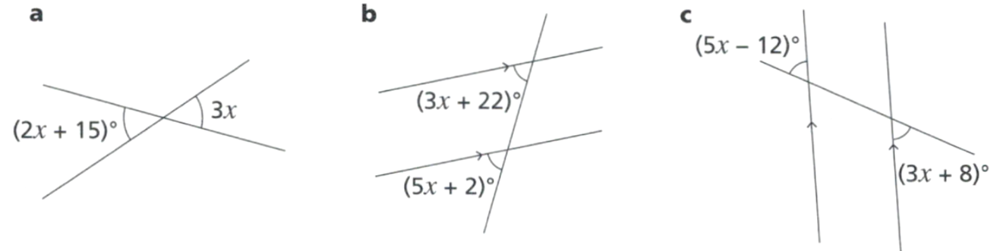 a
(2x + 15)°
3x
b
(3x + 22)°
(5x + 2)°
c
(5x – 12)°
(3x + 8)°